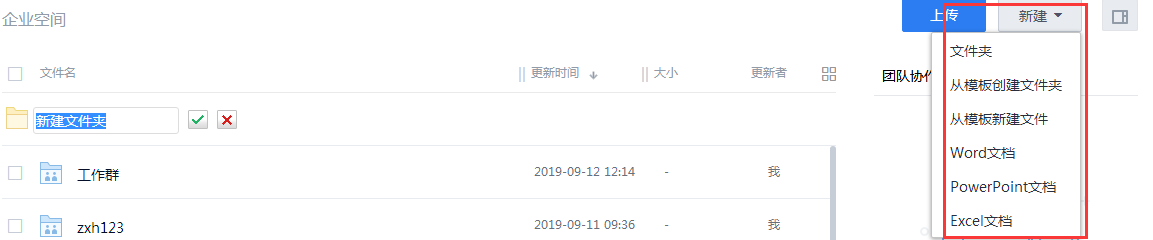 企业空间
上传
新建
文件名
更新时间
大小
更新者
团队协作
新建文件夹
工作群
2019-09-12 12:14
-
我
zxh123
2019-09-11 09:36
-
我
文件夹
从模板创建文件夹
从模板新建文件
Word文档
PowerPoint文档
Excel文档